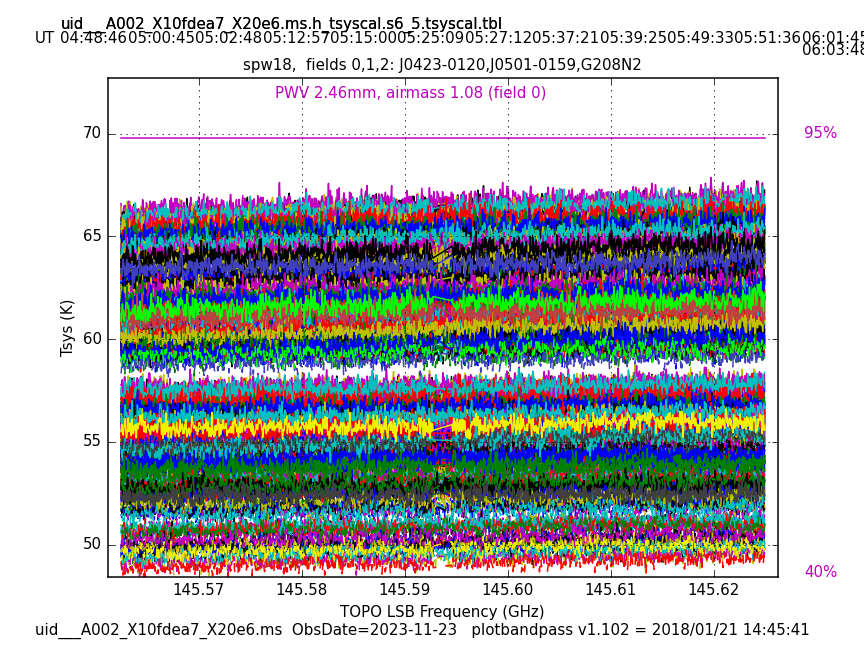 uid___A002_X10fdea7_X20e6.ms.h_tsyscal.s6_5.tsyscal.tbl
UT 04:48:46 05:00:45 05:02:48 05:12:57 05:15:00 05:25:09 05:27:12 05:37:21 05:39:25 05:49:33 05:51:36 06:01:45
06:03:48
spw18, fields 0,1,2: J0423-0120,J0501-0159,G208N2
PWV 2.46mm, airmass 1.08 (field 0)
95%
70
65
60
55
50
Tsys (K)
40%
145.57 145.58 145.59 145.60 145.61 145.62
TOPO LSB Frequency (GHz)
uid___A002_X10fdea7_X20e6.ms ObsDate=2023-11-23 plotbandpass v1.102 = 2018/01/21 14:45:41